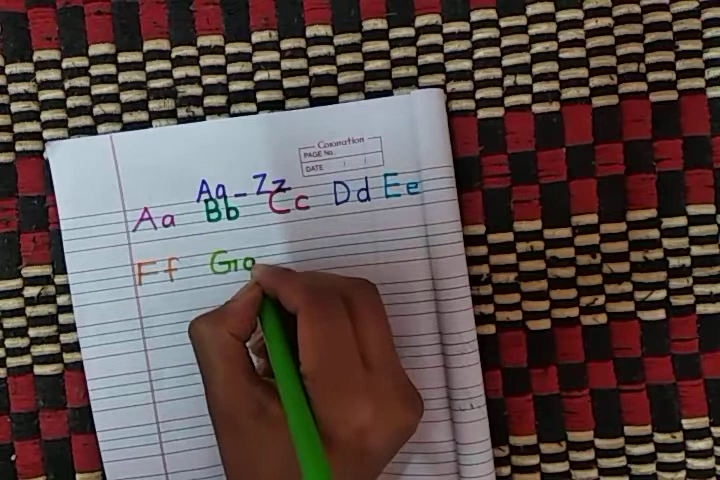 Coronation
PAGE No.
DATE
Aa-Zz
Aa Bb Cc Dd Ee
Ff Gg